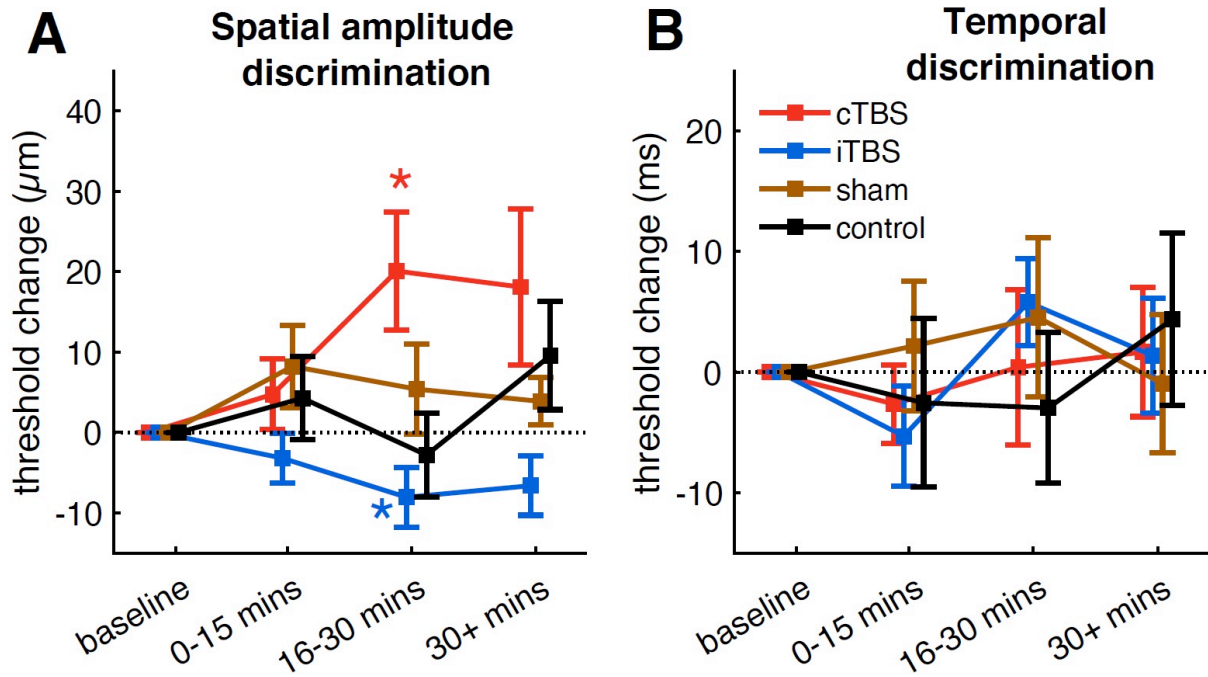 A
Spatial amplitude
discrimination
threshold change (μm)
40
30
20
10
0
-10
*
*
baseline
0-15 mins
16-30 mins
30+ mins
B
Temporal
discrimination
threshold change (ms)
20
10
0
-10
cTBS
iTBS
sham
control
baseline
0-15 mins
16-30 mins
30+ mins